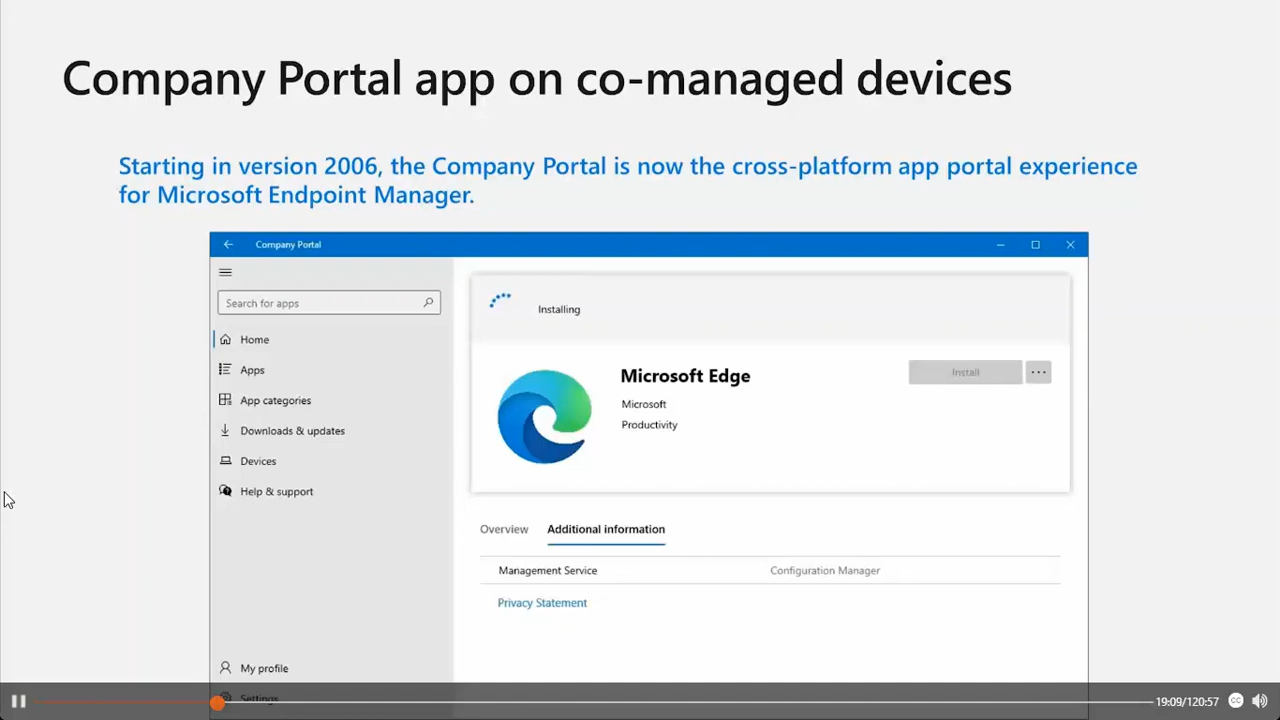 Company Portal app on co-managed devices
Starting in version 2006, the Company Portal is now the cross-platform app portal experience
for Microsoft Endpoint Manager.
Company Portal
Search for apps
Home
Apps
App categories
Downloads & updates
Devices
Help & support
My profile
Settings
Installing
Microsoft Edge
Install
Microsoft
Productivity
Overview Additional information
Management Service Configuration Manager
Privacy Statement
19:09/120:57
CC